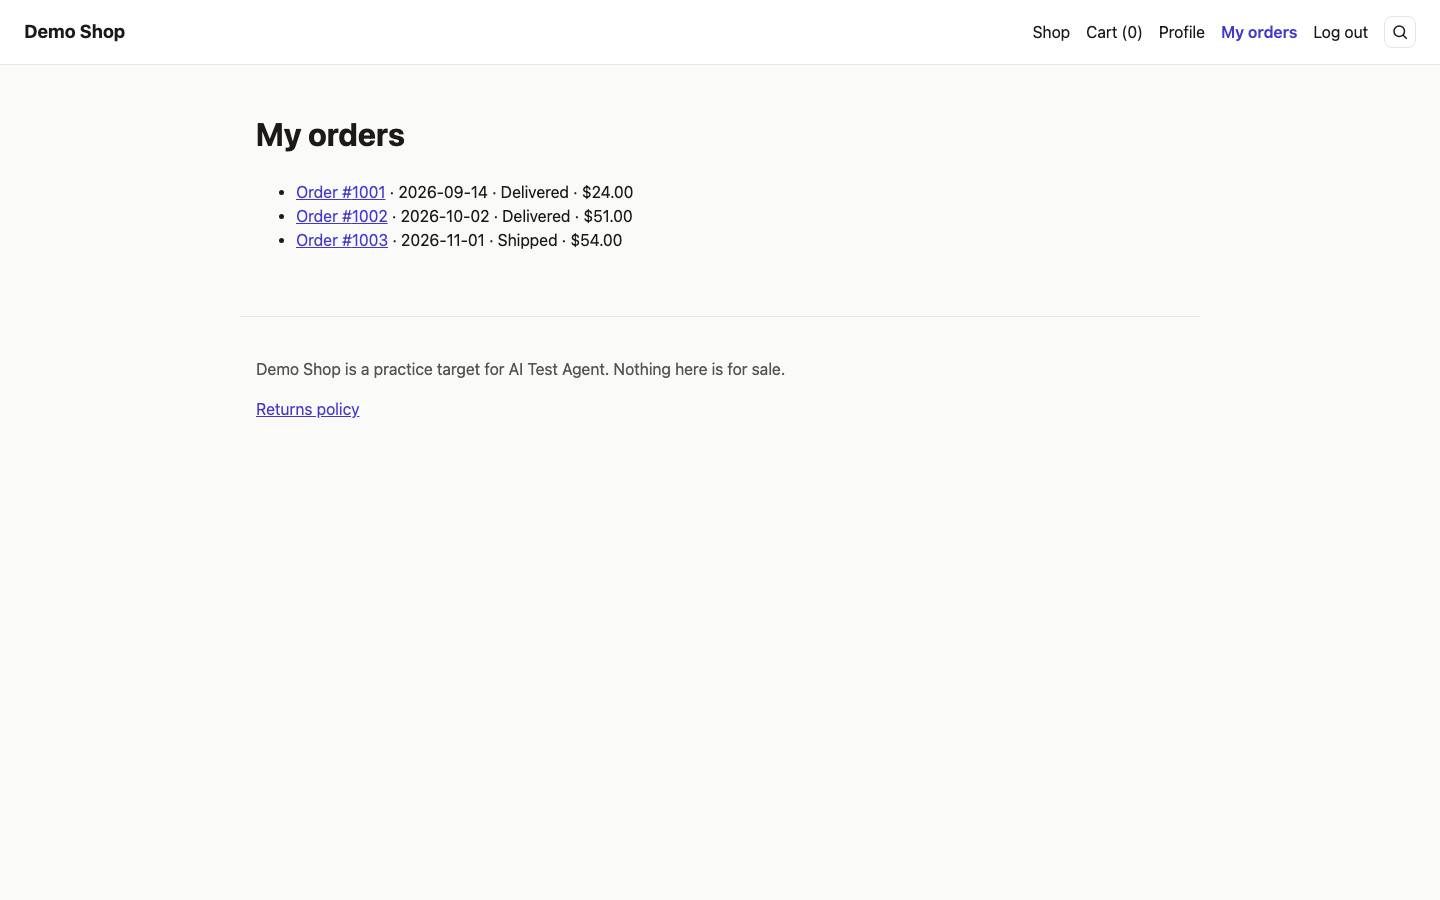 Demo Shop
Shop Cart (0) Profile My orders Log out
My orders
Order #1001 · 2026-09-14 · Delivered · $24.00
Order #1002 · 2026-10-02 · Delivered · $51.00
Order #1003 · 2026-11-01 · Shipped · $54.00
Demo Shop is a practice target for AI Test Agent. Nothing here is for sale.
Returns policy